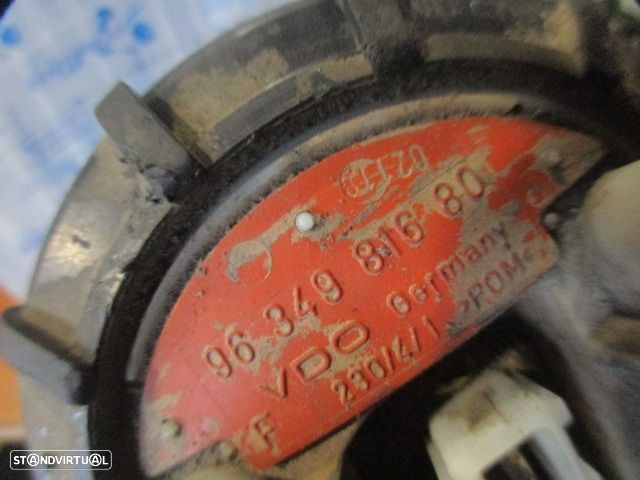 96 349 816 80
VDO Germany
230/4/1 >POM<
F
STANDVIRTUAL